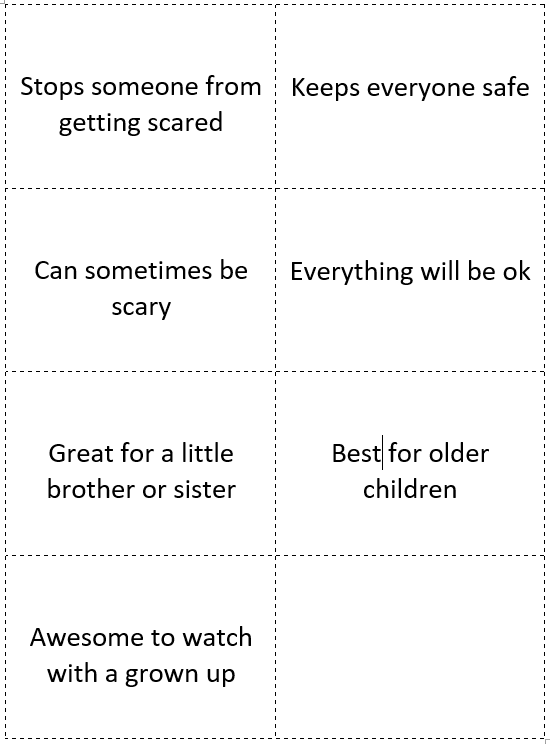 Stops someone from
getting scared
Keeps everyone safe
Can sometimes be
scary
Everything will be ok
Great for a little
brother or sister
Best for older
children
Awesome to watch
with a grown up